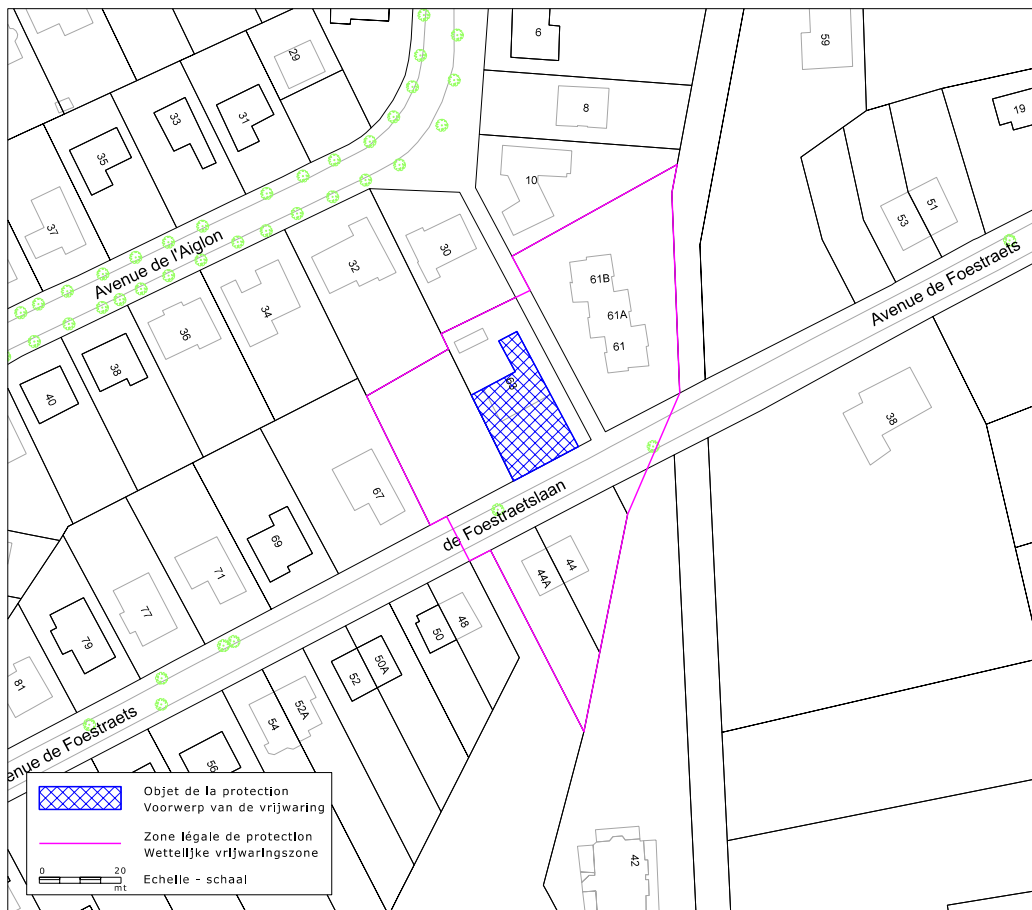 6
59
29
8
19
33
31
35
10
51
53
37
30
32
Avenue de l'Aiglon
Avenue de Foestraets
61B
61A
61
34
36
38
40
38
67
de Foestraetslaan
69
44
44A
71
77
48
50
79
50A
52
81
52A
54
Avenue de Foestraets
56
42
Objet de la protection
Voorwerp van de vrijwaring
Zone légale de protection
Wettelijke vrijwaringszone
0 20
mt
Echelle - schaal